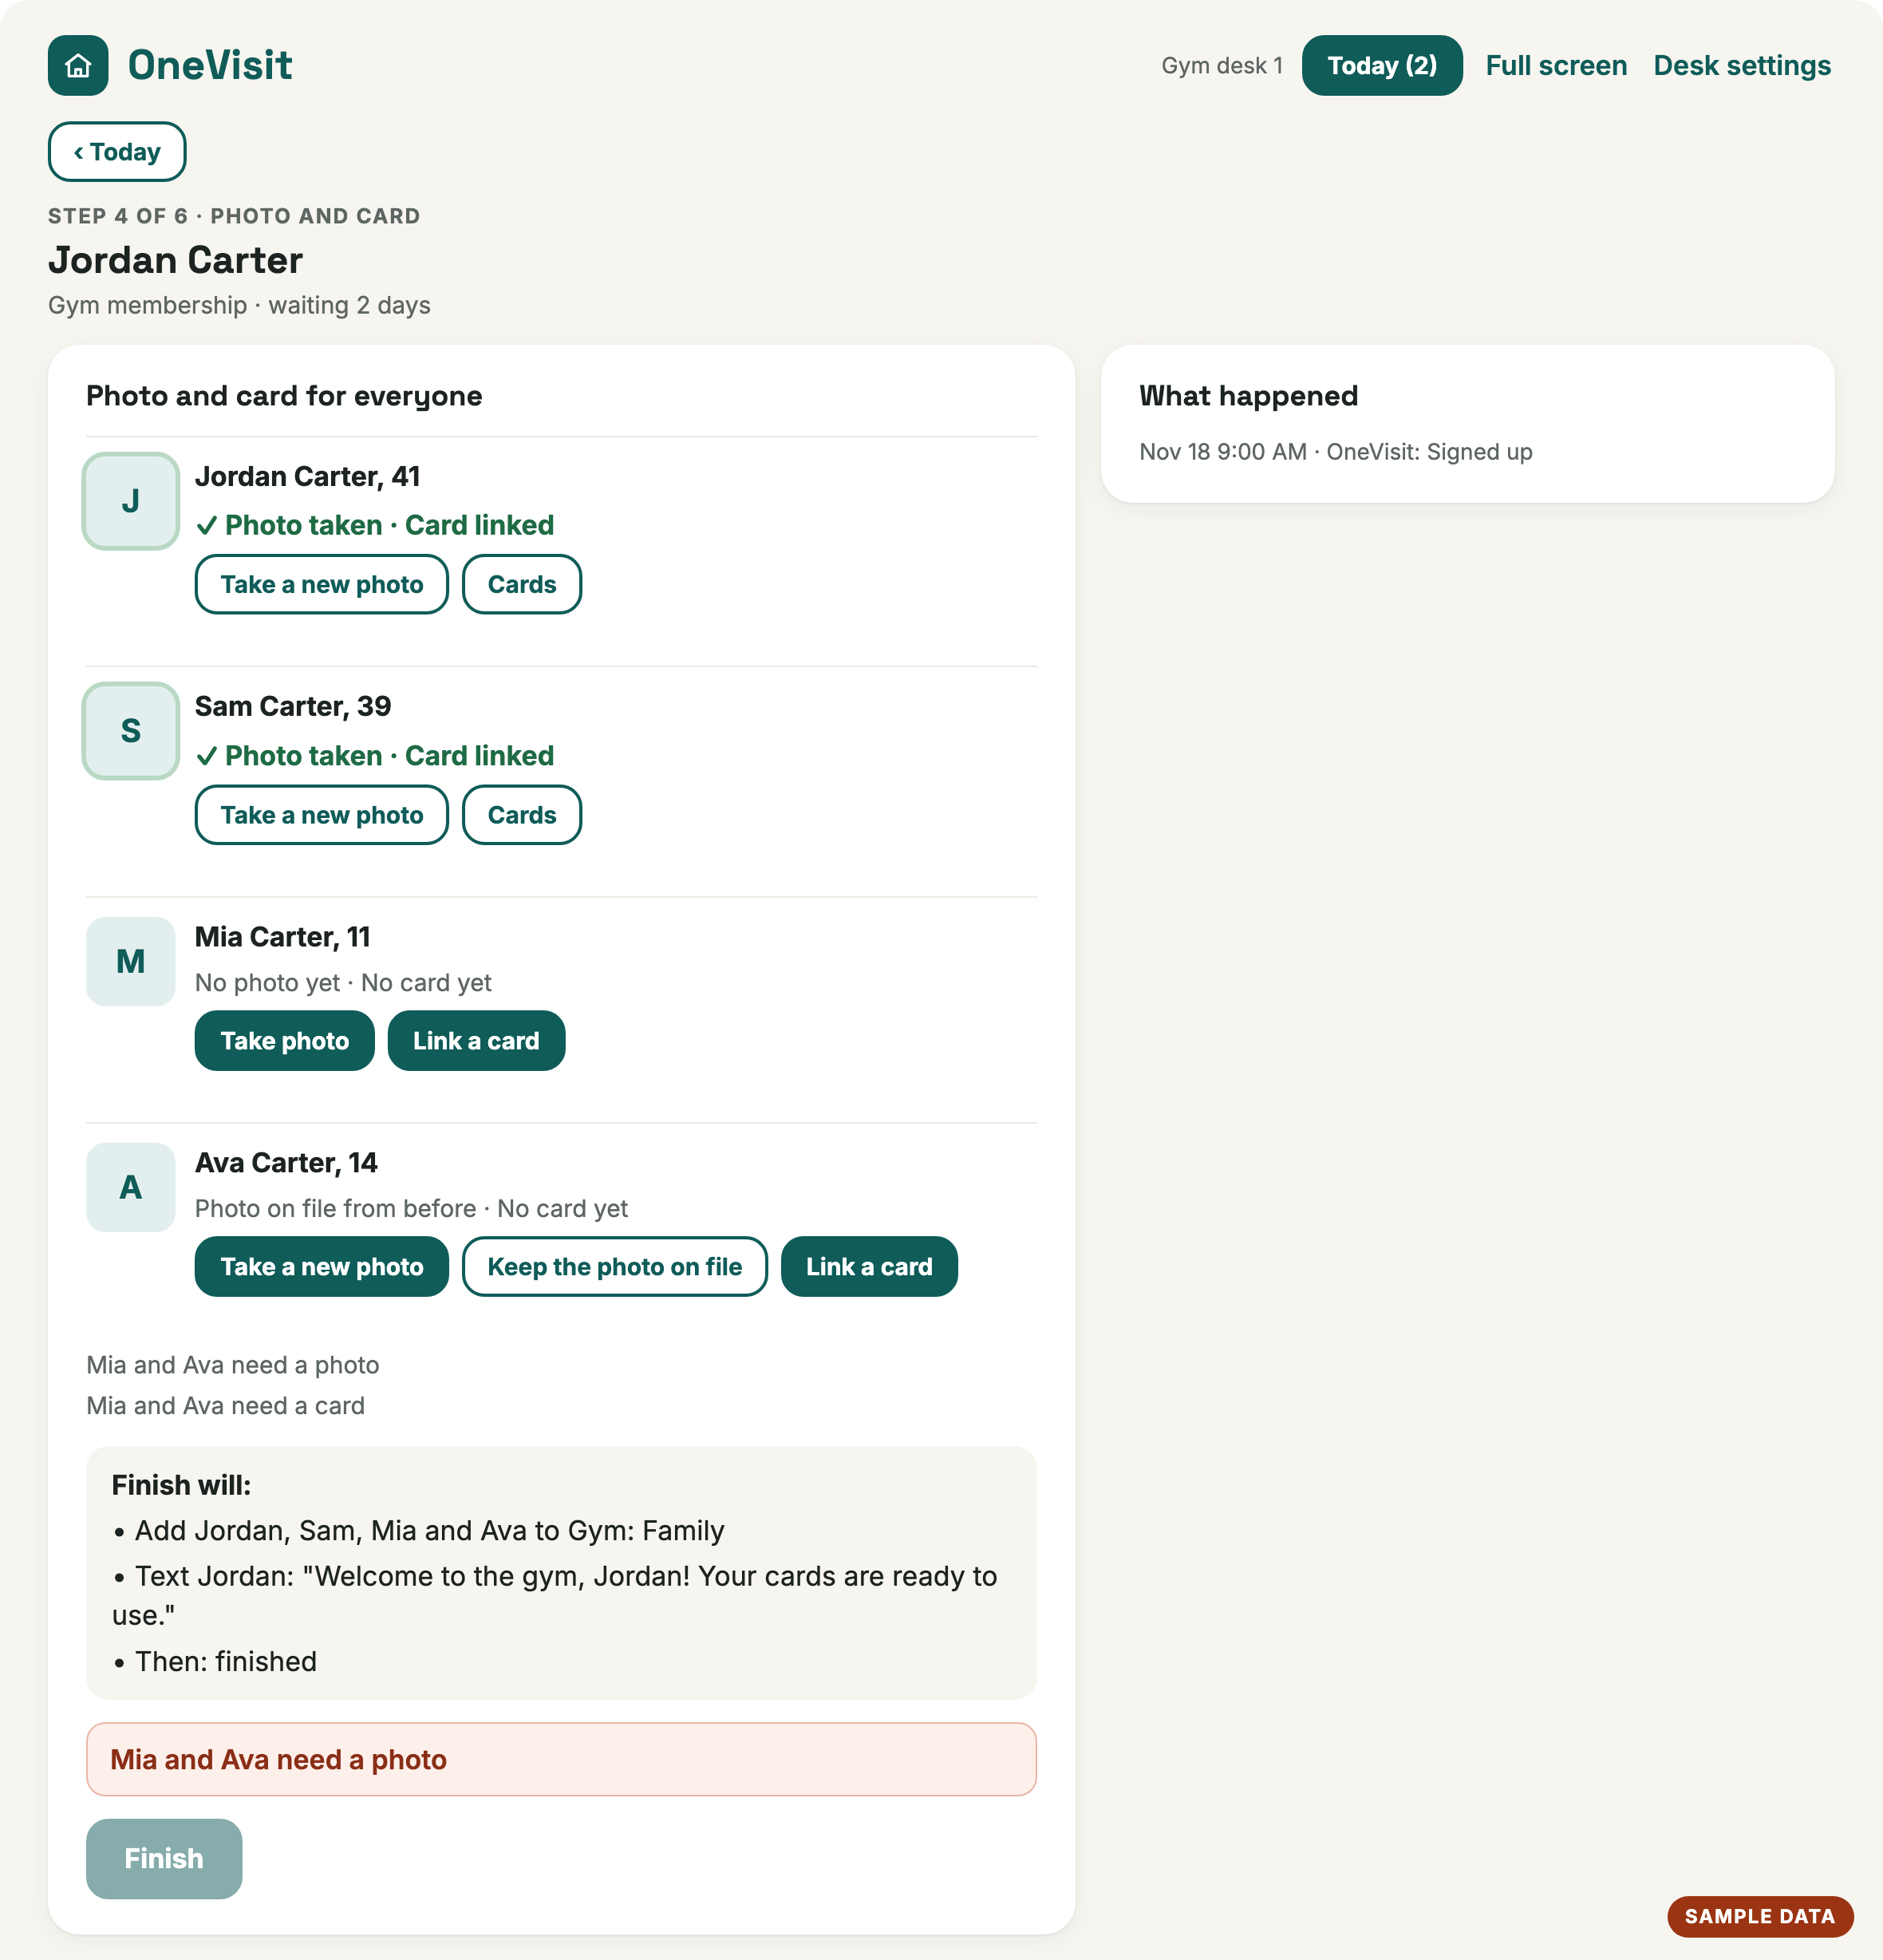 OneVisit
Gym desk 1
Today (2)
Full screen
Desk settings
‹ Today
STEP 4 OF 6 · PHOTO AND CARD
Jordan Carter
Gym membership · waiting 2 days
Photo and card for everyone
J
Jordan Carter, 41
✓ Photo taken · Card linked
Take a new photo
Cards
S
Sam Carter, 39
✓ Photo taken · Card linked
Take a new photo
Cards
M
Mia Carter, 11
No photo yet · No card yet
Take photo
Link a card
A
Ava Carter, 14
Photo on file from before · No card yet
Take a new photo
Keep the photo on file
Link a card
Mia and Ava need a photo
Mia and Ava need a card
Finish will:
• Add Jordan, Sam, Mia and Ava to Gym: Family
• Text Jordan: "Welcome to the gym, Jordan! Your cards are ready to
use."
• Then: finished
Mia and Ava need a photo
Finish
What happened
Nov 18 9:00 AM · OneVisit: Signed up
SAMPLE DATA